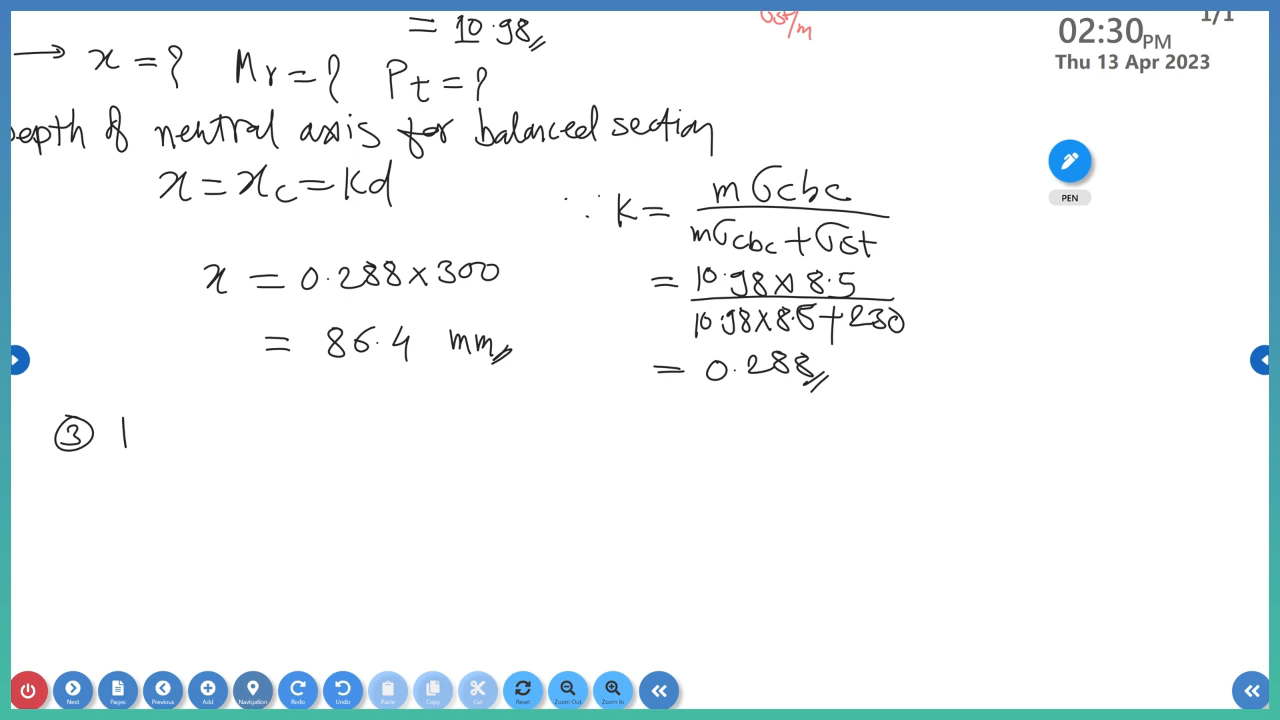 = 10.98
σst/m
1/1
02:30PM
Thu 13 Apr 2023
→ x = ? Mr = ? Pt = ?
epth of neutral axis for balanced section
x = xc = Kd
∵ K = mσcbc / mσcbc + σst
PEN
x = 0.288 × 300
= 10.98 × 8.5 / 10.98 × 8.5 + 230
= 86.4 mm
= 0.288
③ |
Next Pages Previous Add Navigation Redo Undo Paste Copy Cut Reset Zoom Out Zoom In